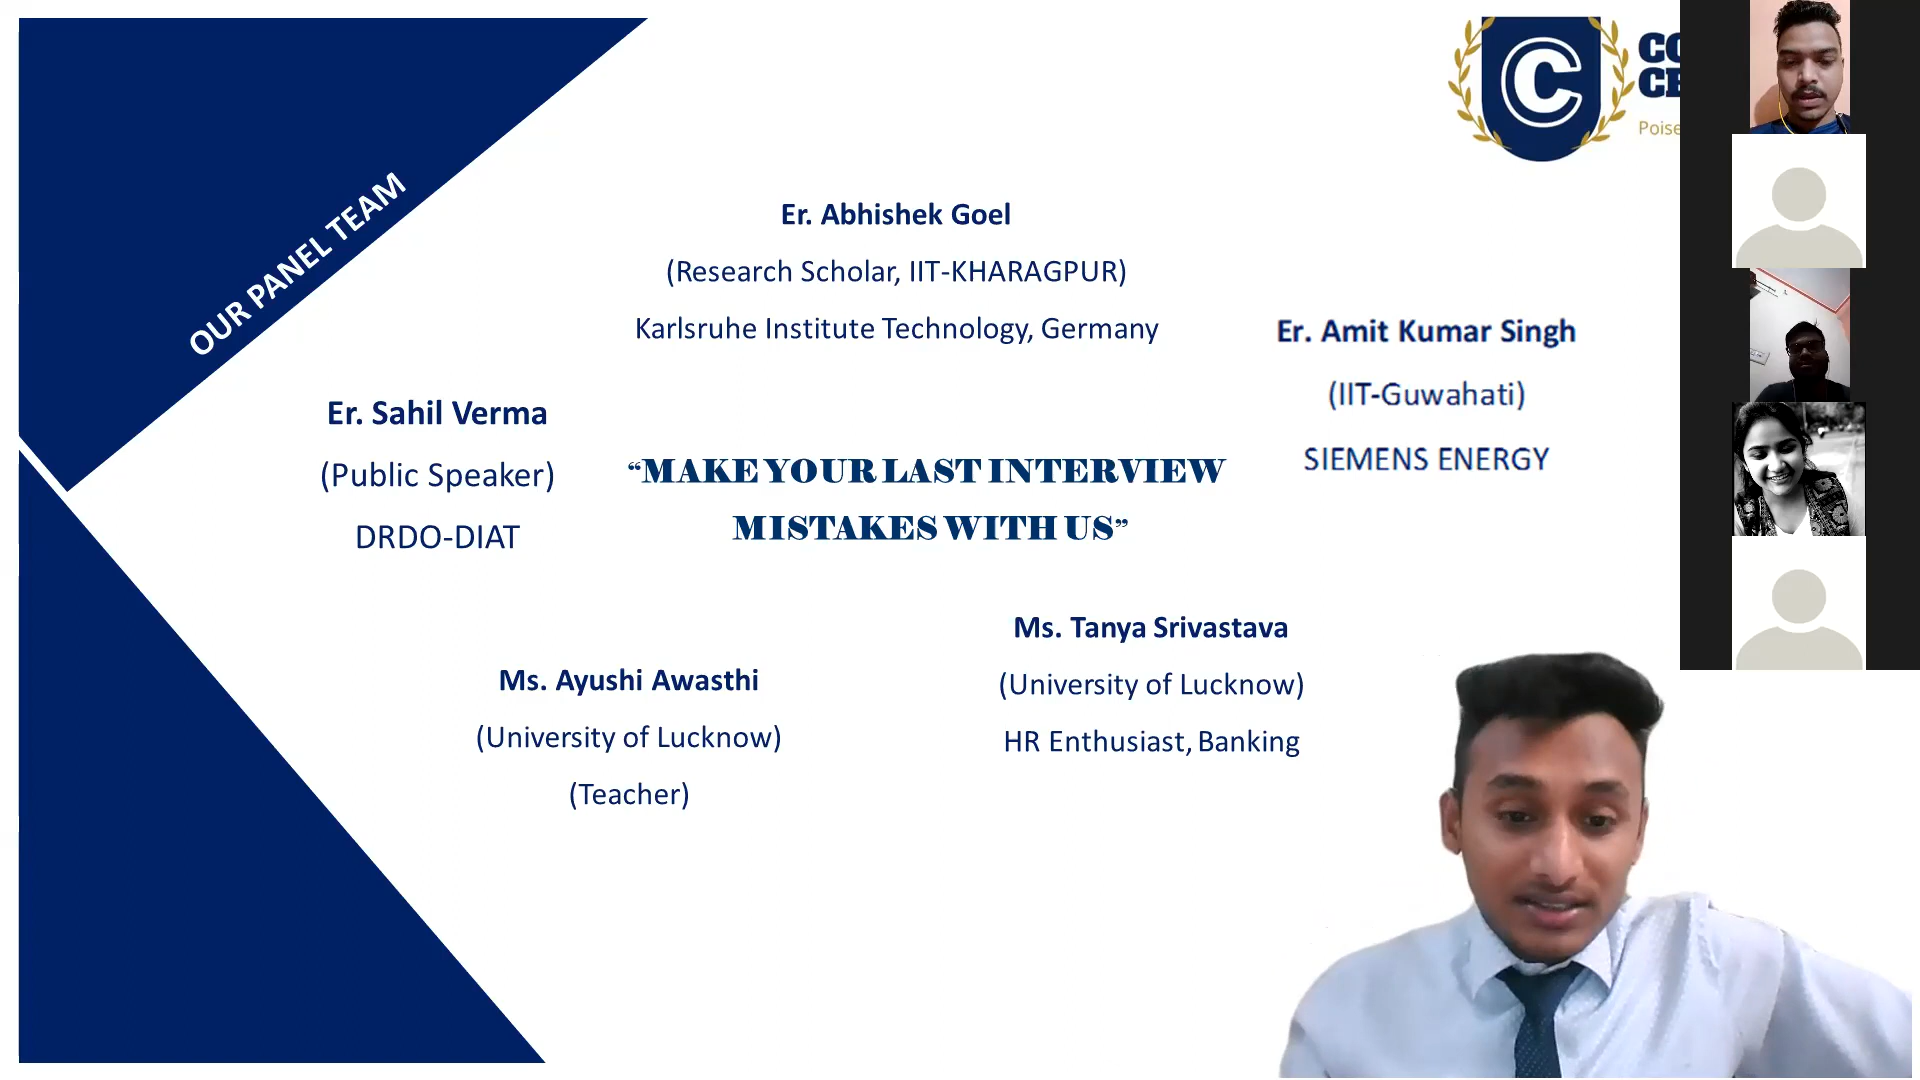 OUR PANEL TEAM
C
Poise
Er. Abhishek Goel
(Research Scholar, IIT-KHARAGPUR)
Karlsruhe Institute Technology, Germany
Er. Amit Kumar Singh
(IIT-Guwahati)
SIEMENS ENERGY
Er. Sahil Verma
(Public Speaker)
DRDO-DIAT
“MAKE YOUR LAST INTERVIEW
MISTAKES WITH US”
Ms. Tanya Srivastava
(University of Lucknow)
HR Enthusiast, Banking
Ms. Ayushi Awasthi
(University of Lucknow)
(Teacher)